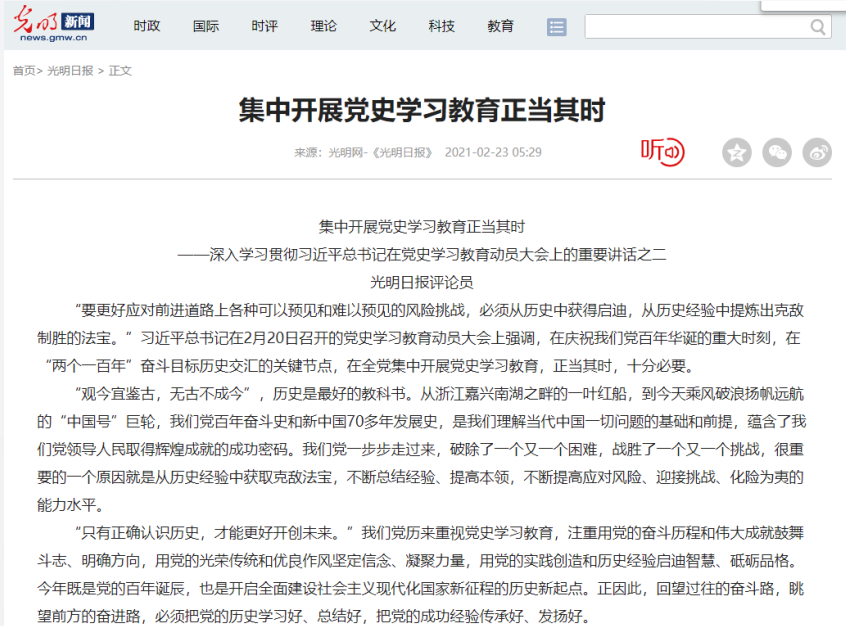 光明 新闻
news.gmw.cn
时政 国际 时评 理论 文化 科技 教育
首页> 光明日报 > 正文
集中开展党史学习教育正当其时
来源：光明网-《光明日报》 2021-02-23 05:29
听
集中开展党史学习教育正当其时
——深入学习贯彻习近平总书记在党史学习教育动员大会上的重要讲话之二
光明日报评论员
“要更好应对前进道路上各种可以预见和难以预见的风险挑战，必须从历史中获得启迪，从历史经验中提炼出克敌
制胜的法宝。”习近平总书记在2月20日召开的党史学习教育动员大会上强调，在庆祝我们党百年华诞的重大时刻，在
“两个一百年”奋斗目标历史交汇的关键节点，在全党集中开展党史学习教育，正当其时，十分必要。
“观今宜鉴古，无古不成今”，历史是最好的教科书。从浙江嘉兴南湖之畔的一叶红船，到今天乘风破浪扬帆远航
的“中国号”巨轮，我们党百年奋斗史和新中国70多年发展史，是我们理解当代中国一切问题的基础和前提，蕴含了我
们党领导人民取得辉煌成就的成功密码。我们党一步步走过来，破除了一个又一个困难，战胜了一个又一个挑战，很重
要的一个原因就是从历史经验中获取克敌法宝，不断总结经验、提高本领，不断提高应对风险、迎接挑战、化险为夷的
能力水平。
“只有正确认识历史，才能更好开创未来。”我们党历来重视党史学习教育，注重用党的奋斗历程和伟大成就鼓舞
斗志、明确方向，用党的光荣传统和优良作风坚定信念、凝聚力量，用党的实践创造和历史经验启迪智慧、砥砺品格。
今年既是党的百年诞辰，也是开启全面建设社会主义现代化国家新征程的历史新起点。正因此，回望过往的奋斗路，眺
望前方的奋进路，必须把党的历史学习好、总结好，把党的成功经验传承好、发扬好。